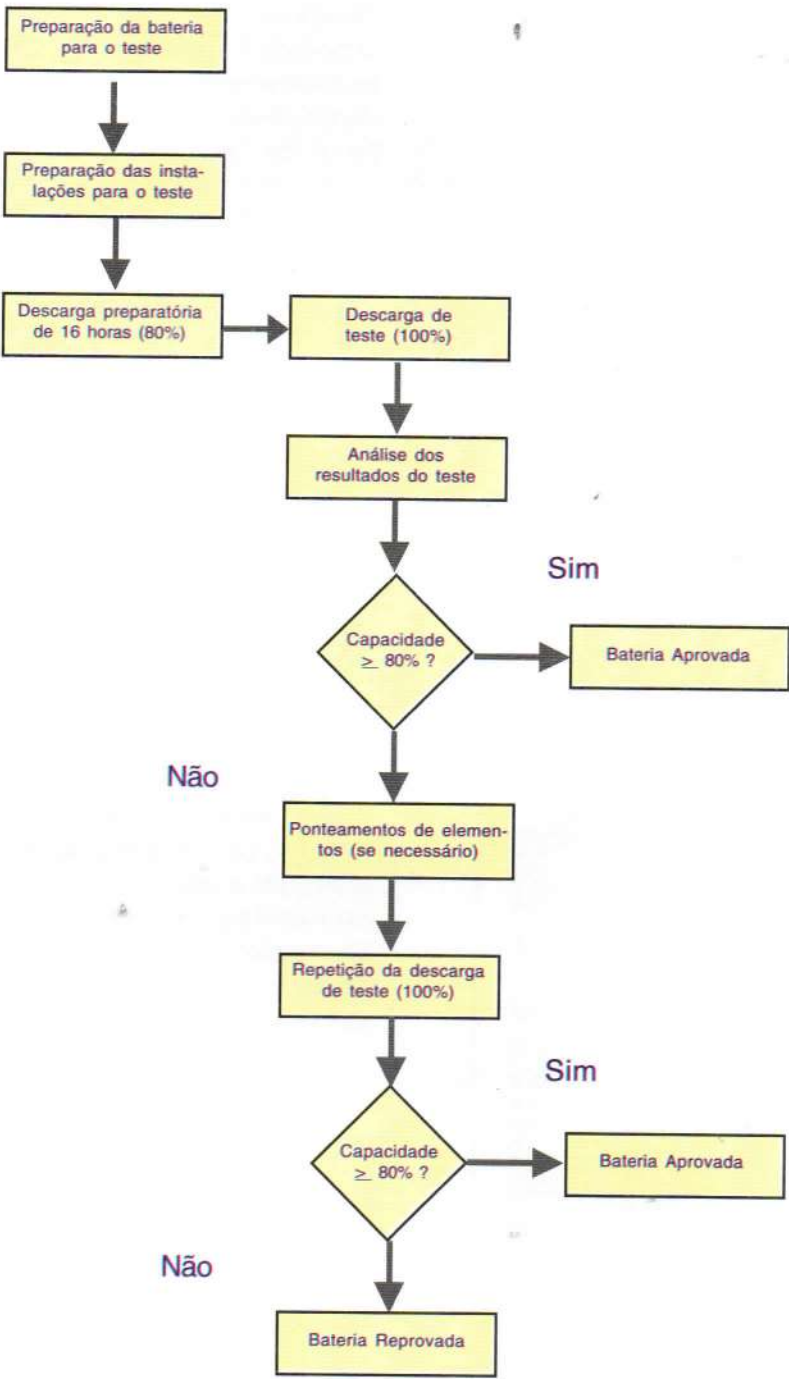 Preparação da bateria
para o teste
Preparação das insta-
lações para o teste
Descarga preparatória
de 16 horas (80%)
Descarga de
teste (100%)
Análise dos
resultados do teste
Sim
Capacidade
≥ 80% ?
Bateria Aprovada
Não
Ponteamentos de elemen-
tos (se necessário)
Repetição da descarga
de teste (100%)
Sim
Capacidade
≥ 80% ?
Bateria Aprovada
Não
Bateria Reprovada